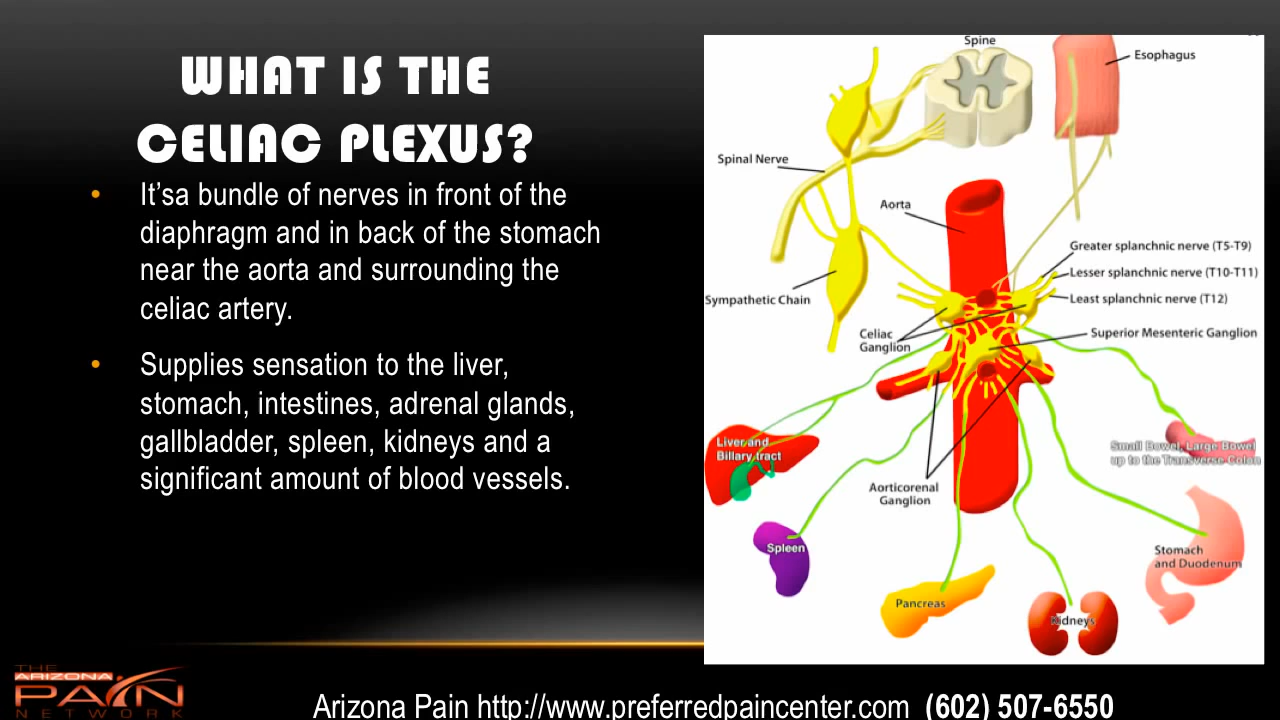 WHAT IS THE
CELIAC PLEXUS?
• It'sa bundle of nerves in front of the
diaphragm and in back of the stomach
near the aorta and surrounding the
celiac artery.
• Supplies sensation to the liver,
stomach, intestines, adrenal glands,
gallbladder, spleen, kidneys and a
significant amount of blood vessels.
Spine
Esophagus
Spinal Nerve
Aorta
Greater splanchnic nerve (T5-T9)
Lesser splanchnic nerve (T10-T11)
Least splanchnic nerve (T12)
Sympathetic Chain
Celiac
Ganglion
Superior Mesenteric Ganglion
Liver and
Billary tract
Small Bowel, Large Bowel
up to the Transverse Colon
Aorticorenal
Ganglion
Spleen
Stomach
and Duodenum
Pancreas
Kidneys
THE
ARIZONA
PAIN
NETWORK
Arizona Pain http://www.preferredpaincenter.com (602) 507-6550